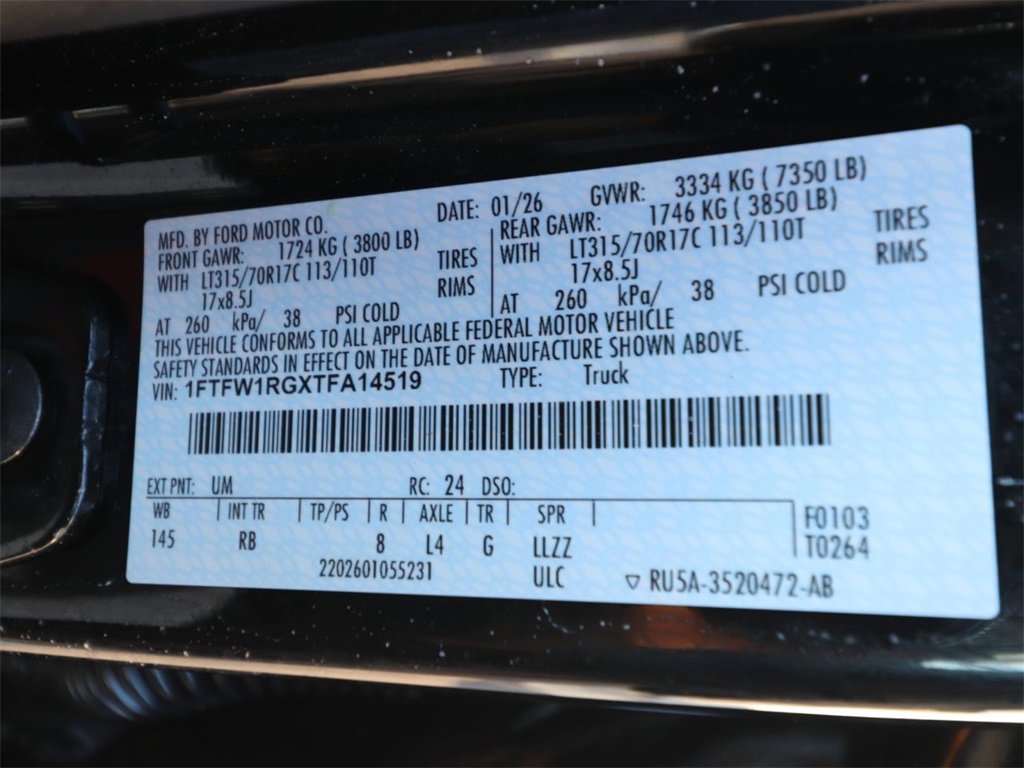 MFD. BY FORD MOTOR CO.
DATE: 01/26
GVWR: 3334 KG ( 7350 LB)
FRONT GAWR: 1724 KG ( 3800 LB)
WITH LT315/70R17C 113/110T TIRES
17x8.5J RIMS
AT 260 kPa/ 38 PSI COLD
REAR GAWR: 1746 KG ( 3850 LB)
WITH LT315/70R17C 113/110T TIRES
17x8.5J RIMS
AT 260 kPa/ 38 PSI COLD
THIS VEHICLE CONFORMS TO ALL APPLICABLE FEDERAL MOTOR VEHICLE
SAFETY STANDARDS IN EFFECT ON THE DATE OF MANUFACTURE SHOWN ABOVE.
VIN: 1FTFW1RGXTFA14519 TYPE: Truck
EXT PNT: UM RC: 24 DSO:
WB INT TR TP/PS R AXLE TR SPR
145 RB 8 L4 G LLZZ
F0103
T0264
2202601055231 ULC ▽ RU5A-3520472-AB